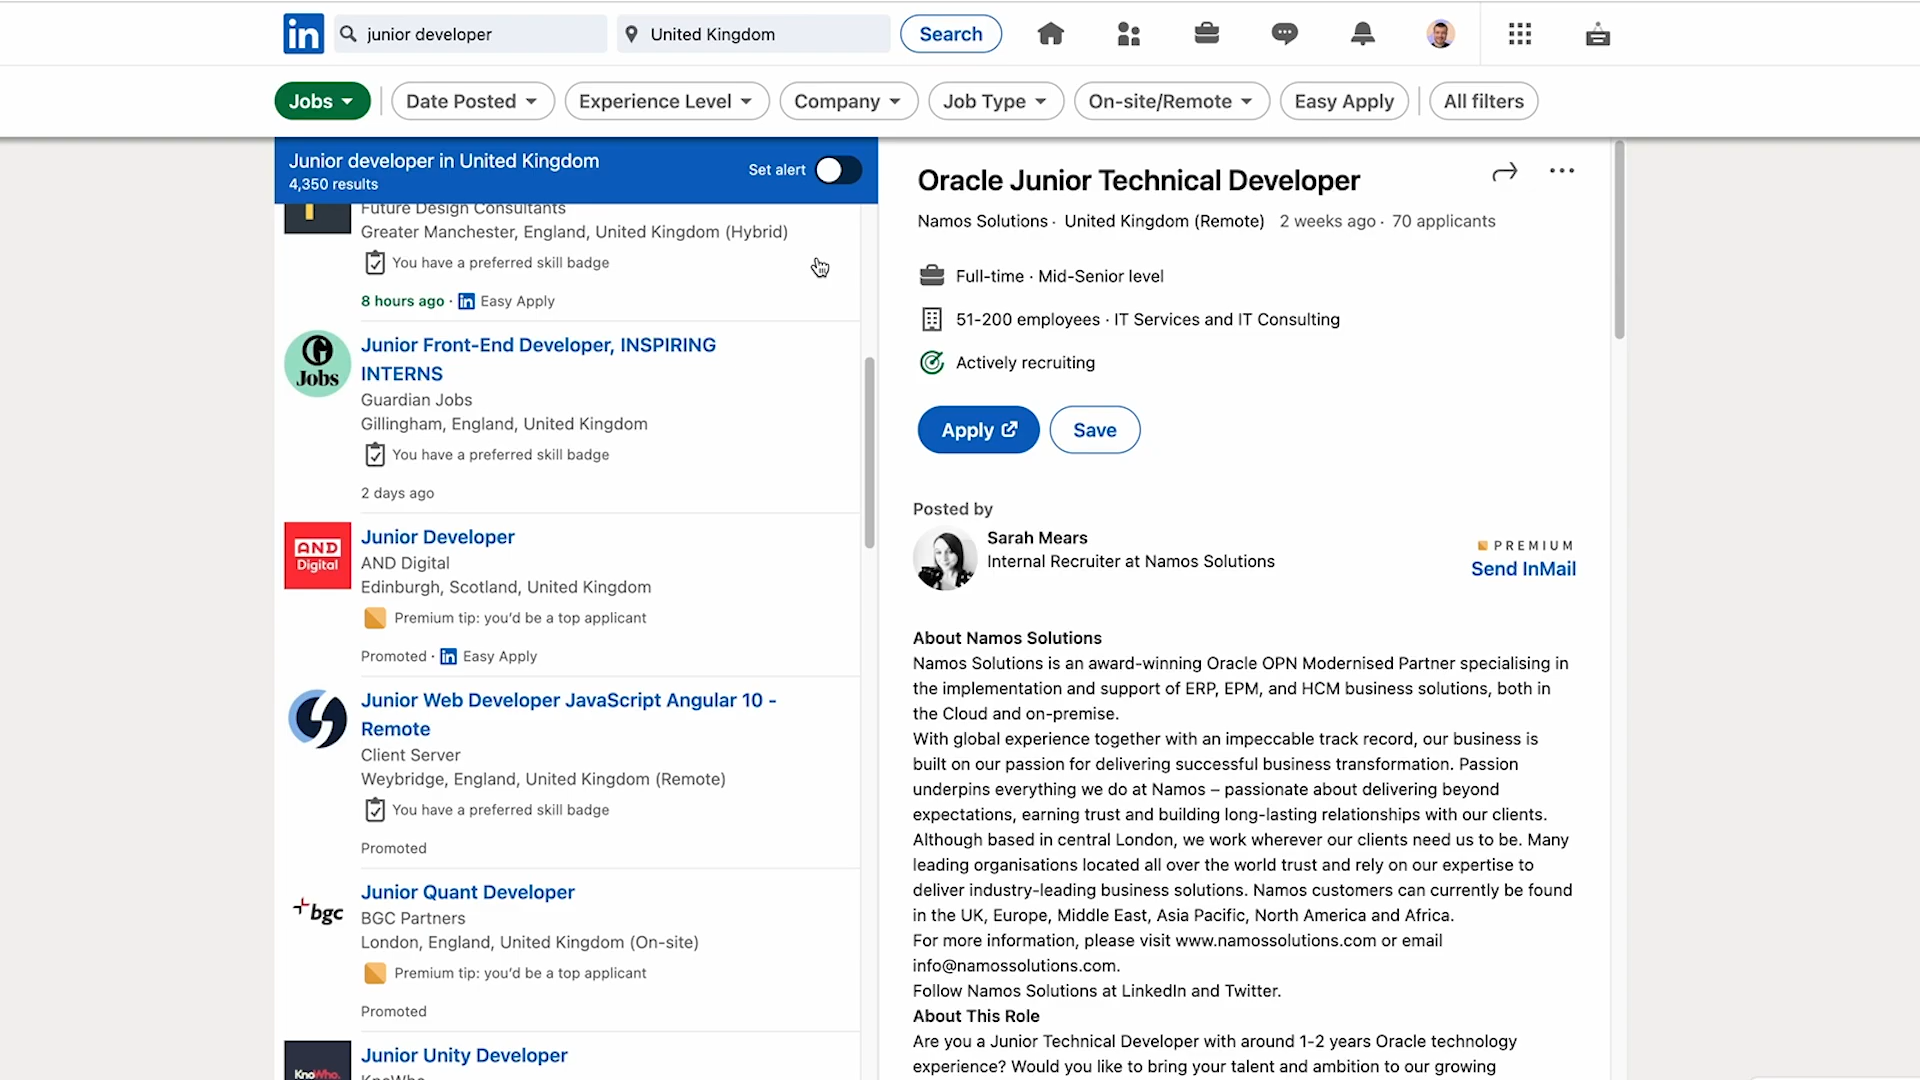 in junior developer United Kingdom Search
Jobs Date Posted Experience Level Company Job Type On-site/Remote Easy Apply All filters
Junior developer in United Kingdom
4,350 results
Set alert
Future Design Consultants
Greater Manchester, England, United Kingdom (Hybrid)
You have a preferred skill badge
8 hours ago · in Easy Apply
G
Jobs
Junior Front-End Developer, INSPIRING
INTERNS
Guardian Jobs
Gillingham, England, United Kingdom
You have a preferred skill badge
2 days ago
AND
Digital
Junior Developer
AND Digital
Edinburgh, Scotland, United Kingdom
Premium tip: you'd be a top applicant
Promoted · in Easy Apply
Junior Web Developer JavaScript Angular 10 -
Remote
Client Server
Weybridge, England, United Kingdom (Remote)
You have a preferred skill badge
Promoted
bgc
Junior Quant Developer
BGC Partners
London, England, United Kingdom (On-site)
Premium tip: you'd be a top applicant
Promoted
KnoWho.
Junior Unity Developer
KnoWho
Oracle Junior Technical Developer
Namos Solutions · United Kingdom (Remote) 2 weeks ago · 70 applicants
Full-time · Mid-Senior level
51-200 employees · IT Services and IT Consulting
Actively recruiting
Apply Save
Posted by
Sarah Mears
Internal Recruiter at Namos Solutions
PREMIUM
Send InMail
About Namos Solutions
Namos Solutions is an award-winning Oracle OPN Modernised Partner specialising in
the implementation and support of ERP, EPM, and HCM business solutions, both in
the Cloud and on-premise.
With global experience together with an impeccable track record, our business is
built on our passion for delivering successful business transformation. Passion
underpins everything we do at Namos – passionate about delivering beyond
expectations, earning trust and building long-lasting relationships with our clients.
Although based in central London, we work wherever our clients need us to be. Many
leading organisations located all over the world trust and rely on our expertise to
deliver industry-leading business solutions. Namos customers can currently be found
in the UK, Europe, Middle East, Asia Pacific, North America and Africa.
For more information, please visit www.namossolutions.com or email
info@namossolutions.com.
Follow Namos Solutions at LinkedIn and Twitter.
About This Role
Are you a Junior Technical Developer with around 1-2 years Oracle technology
experience? Would you like to bring your talent and ambition to our growing